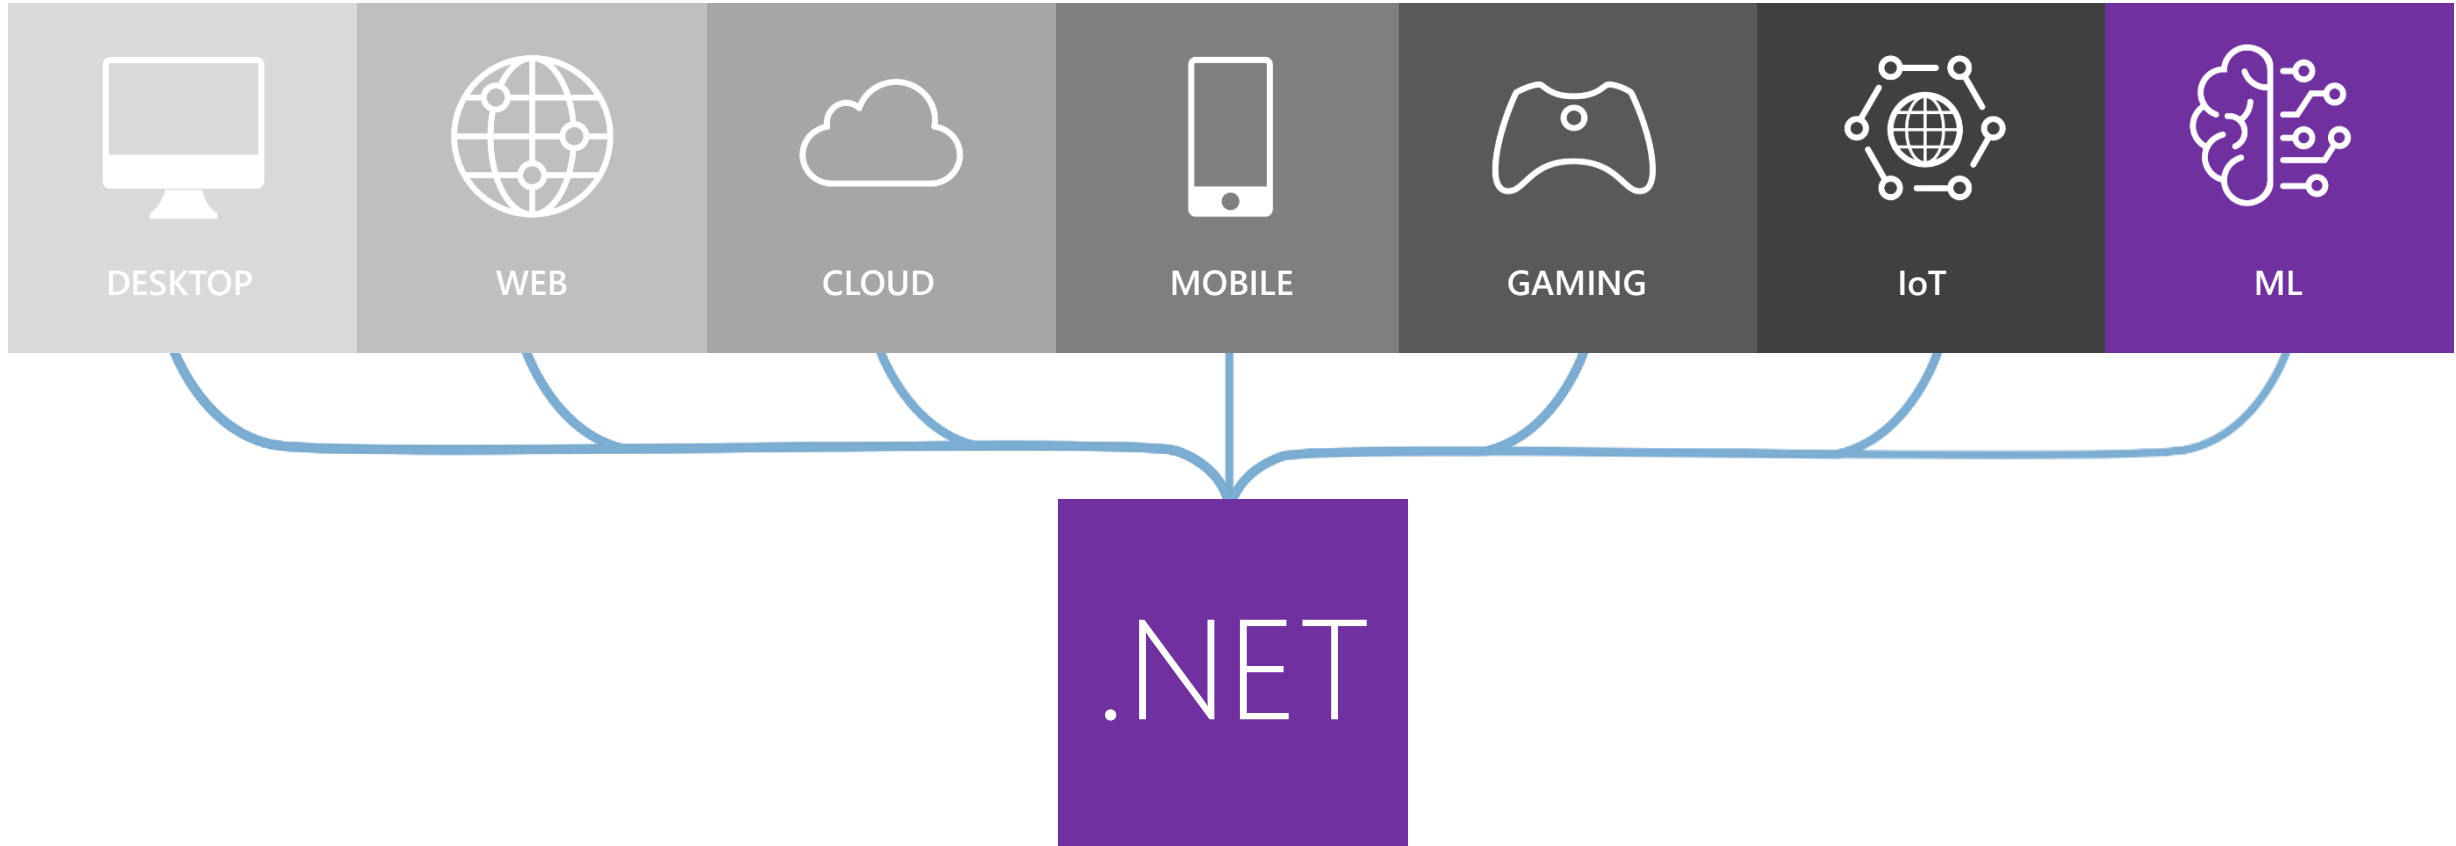 DESKTOP
WEB
CLOUD
MOBILE
GAMING
IoT
ML
.NET